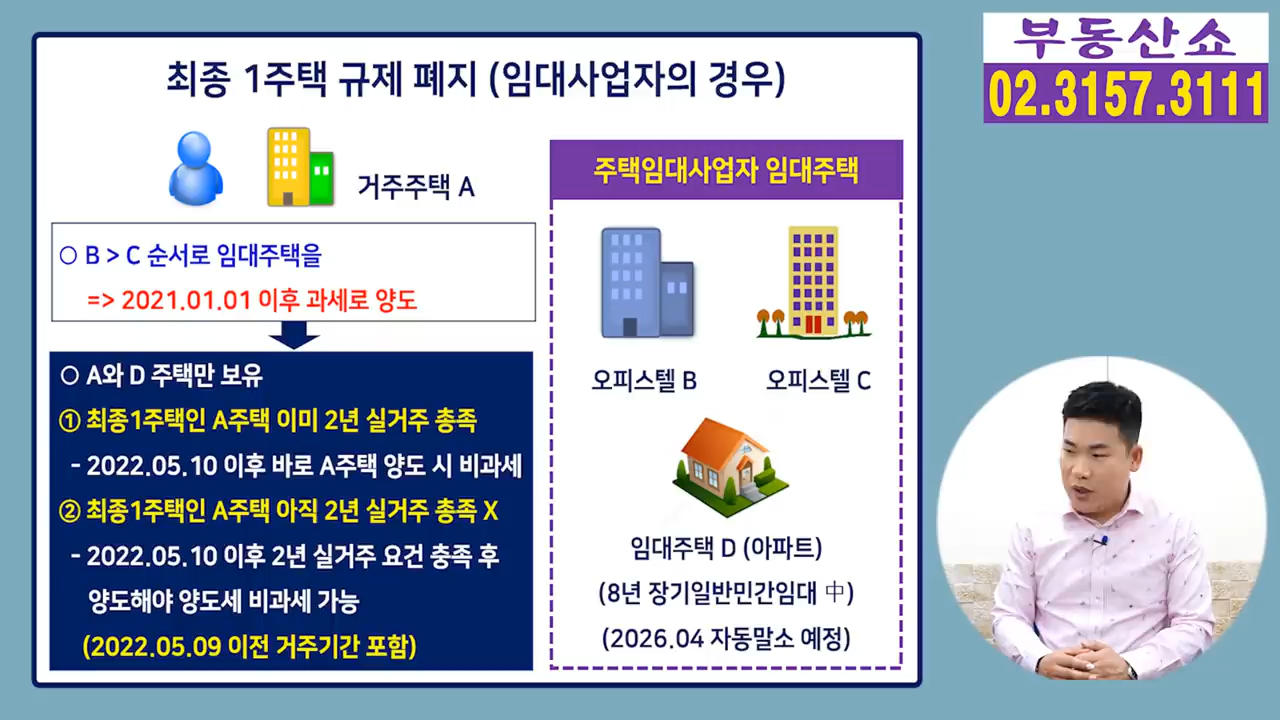 부동산쇼
02.3157.3111
최종 1주택 규제 폐지 (임대사업자의 경우)
거주주택 A
○ B > C 순서로 임대주택을
=> 2021.01.01 이후 과세로 양도
○ A와 D 주택만 보유
① 최종1주택인 A주택 이미 2년 실거주 총족
- 2022.05.10 이후 바로 A주택 양도 시 비과세
② 최종1주택인 A주택 아직 2년 실거주 총족 X
- 2022.05.10 이후 2년 실거주 요건 충족 후
양도해야 양도세 비과세 가능
(2022.05.09 이전 거주기간 포함)
주택임대사업자 임대주택
오피스텔 B
오피스텔 C
임대주택 D (아파트)
(8년 장기일반민간임대 中)
(2026.04 자동말소 예정)